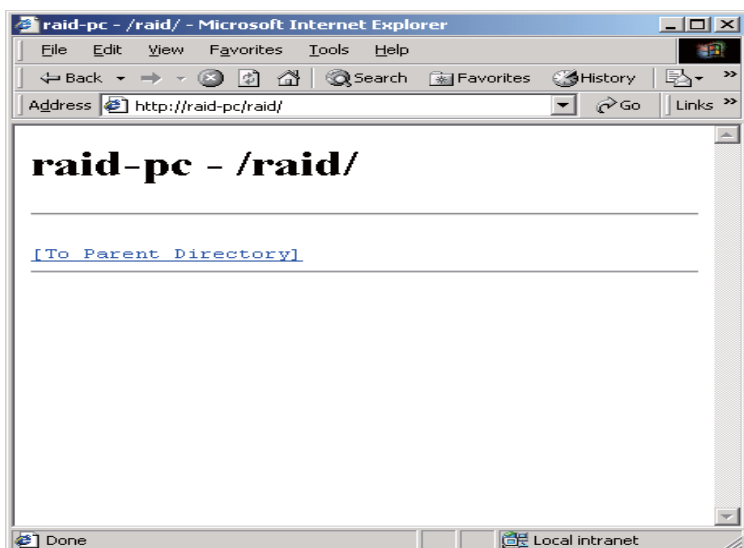 raid-pc - /raid/ - Microsoft Internet Explorer
File Edit View Favorites Tools Help
Back Search Favorites History »
Address http://raid-pc/raid/ Go Links »
raid-pc - /raid/
[To Parent Directory]
Done Local intranet